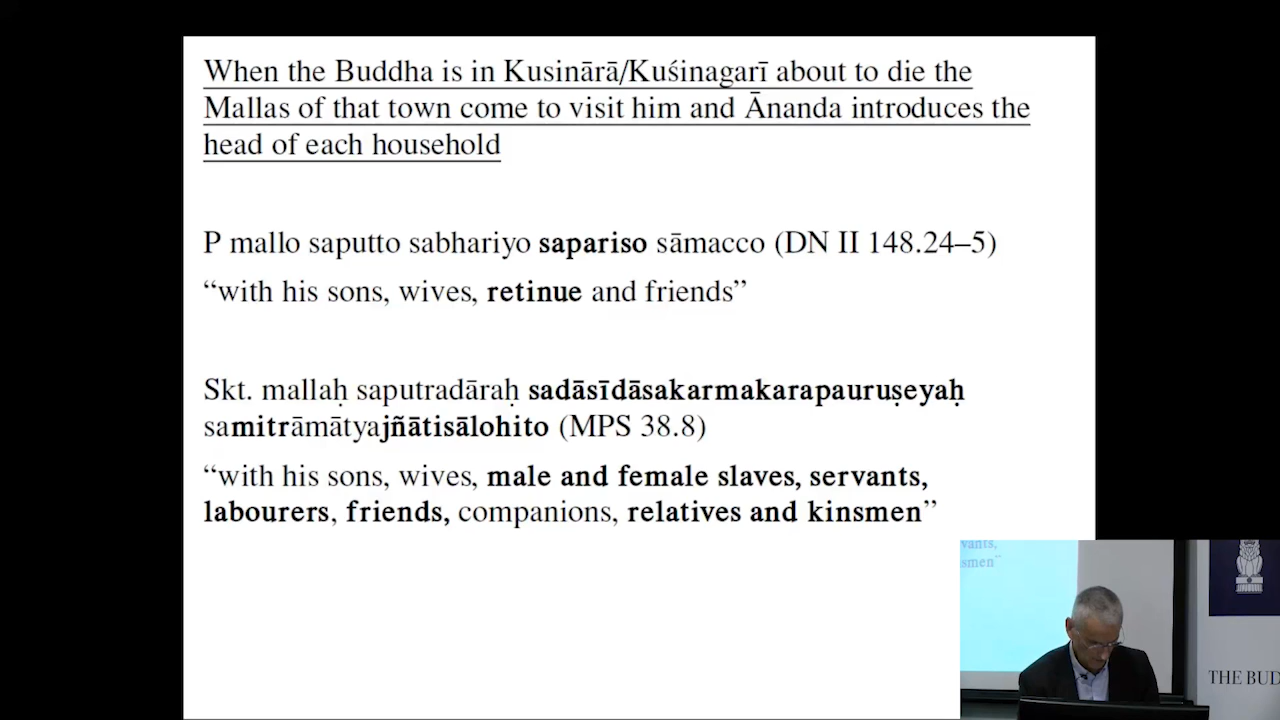 When the Buddha is in Kusinārā/Kuśinagarī about to die the
Mallas of that town come to visit him and Ānanda introduces the
head of each household
P mallo saputto sabhariyo sapariso sāmacco (DN II 148.24–5)
“with his sons, wives, retinue and friends”
Skt. mallaḥ saputradāraḥ sadāsīdāsakarmakarapauruṣeyaḥ
samitrāmātyajñātisālohito (MPS 38.8)
“with his sons, wives, male and female slaves, servants,
labourers, friends, companions, relatives and kinsmen”
vants,
smen”
THE BUD